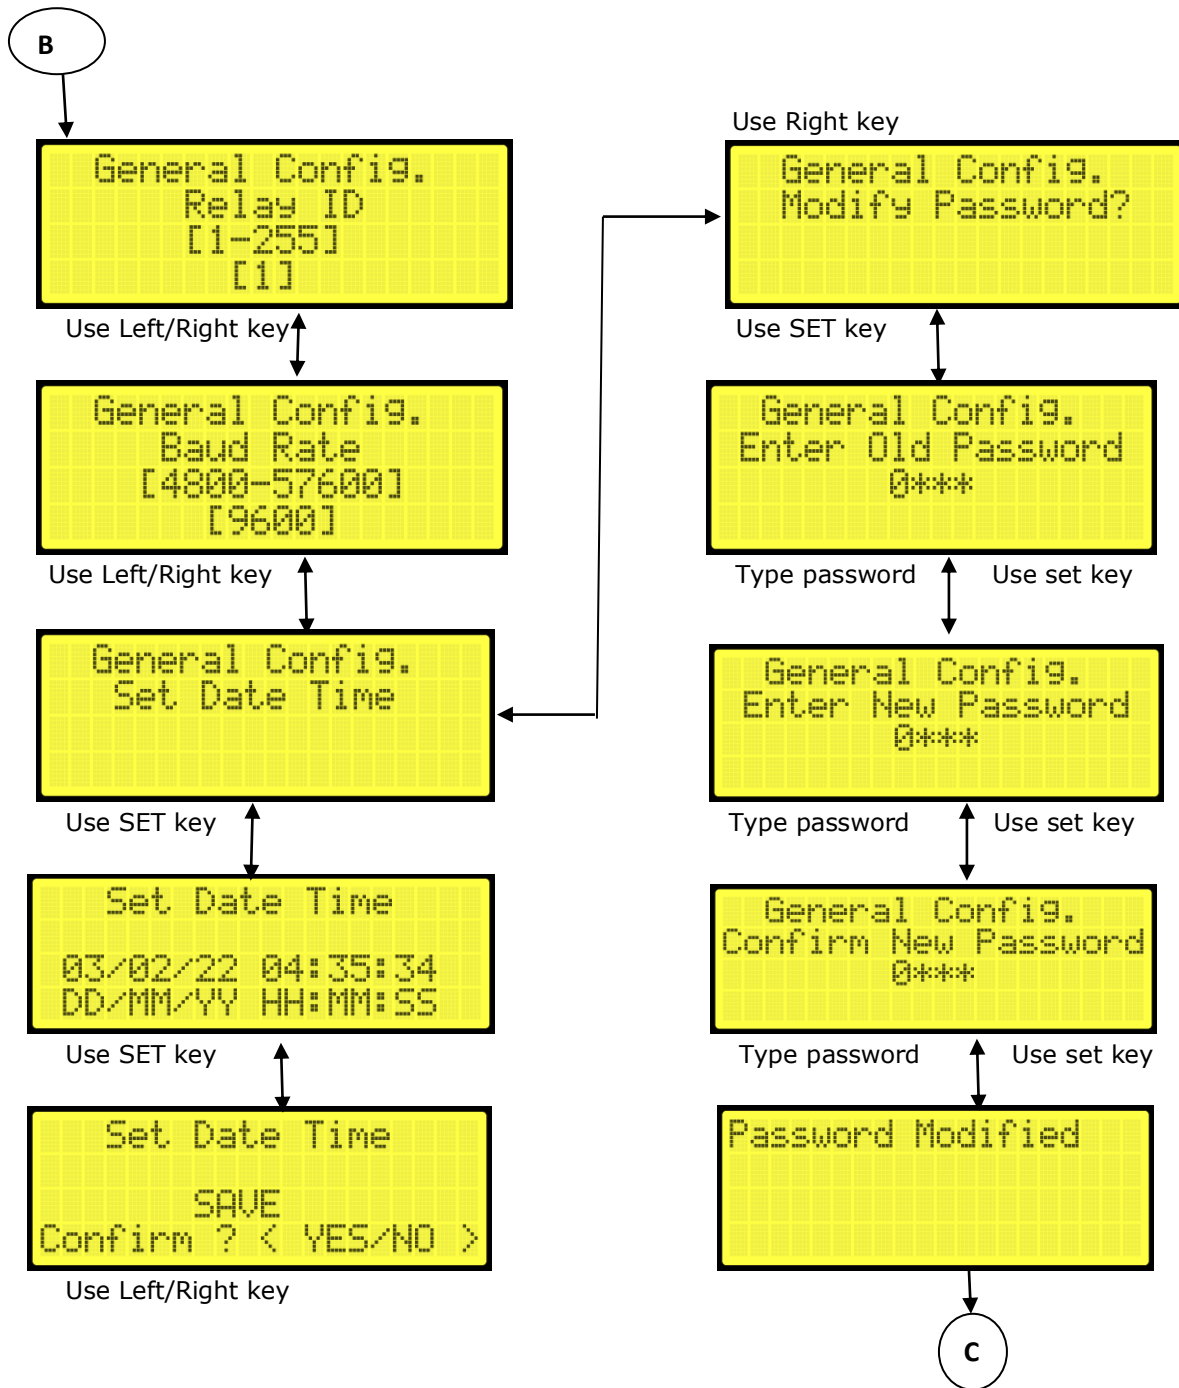 B
General Config.
Relay ID
[1-255]
[1]
Use Left/Right key
General Config.
Baud Rate
[4800-57600]
[9600]
Use Left/Right key
General Config.
Set Date Time
Use SET key
Set Date Time
03/02/22 04:35:34
DD/MM/YY HH:MM:SS
Use SET key
Set Date Time
SAVE
Confirm ? < YES/NO >
Use Left/Right key
Use Right key
General Config.
Modify Password?
Use SET key
General Config.
Enter Old Password
0***
Type password Use set key
General Config.
Enter New Password
0***
Type password Use set key
General Config.
Confirm New Password
0***
Type password Use set key
Password Modified
C